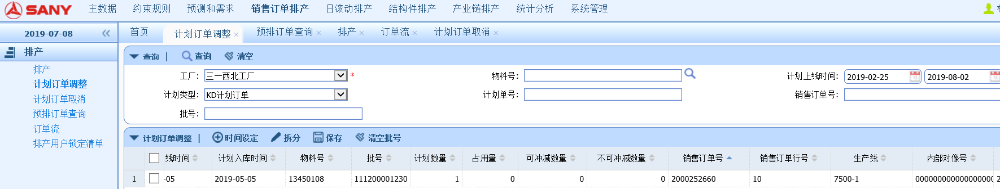 SANY 主数据 约束规则 预测和需求 销售订单排产 日滚动排产 结构件排产 产业链排产 统计分析 系统管理
2019-07-08 首页 计划订单调整 × 预排订单查询 × 排产 × 订单流 × 计划订单取消 ×
排产
排产
计划订单调整
计划订单取消
预排订单查询
订单流
排产用户锁定清单
查询 | 查询 清空
工厂: 三一西北工厂 * 物料号: 计划上线时间: 2019-02-25 2019-08-02
计划类型: KD计划订单 计划单号: 销售订单号:
批号:
计划订单调整 | 时间设定 拆分 保存 清空批号
线时间 计划入库时间 物料号 批号 计划数量 占用量 可冲减数量 不可冲减数量 销售订单号 销售订单行号 生产线 内部对像号
1 -05 2019-05-05 13450108 111200001230 1 0 0 0 2000252660 10 7500-1